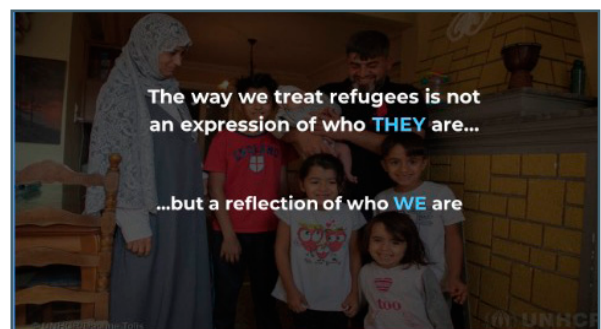 The way we treat refugees is not
an expression of who THEY are...
...but a reflection of who WE are
UNHCR